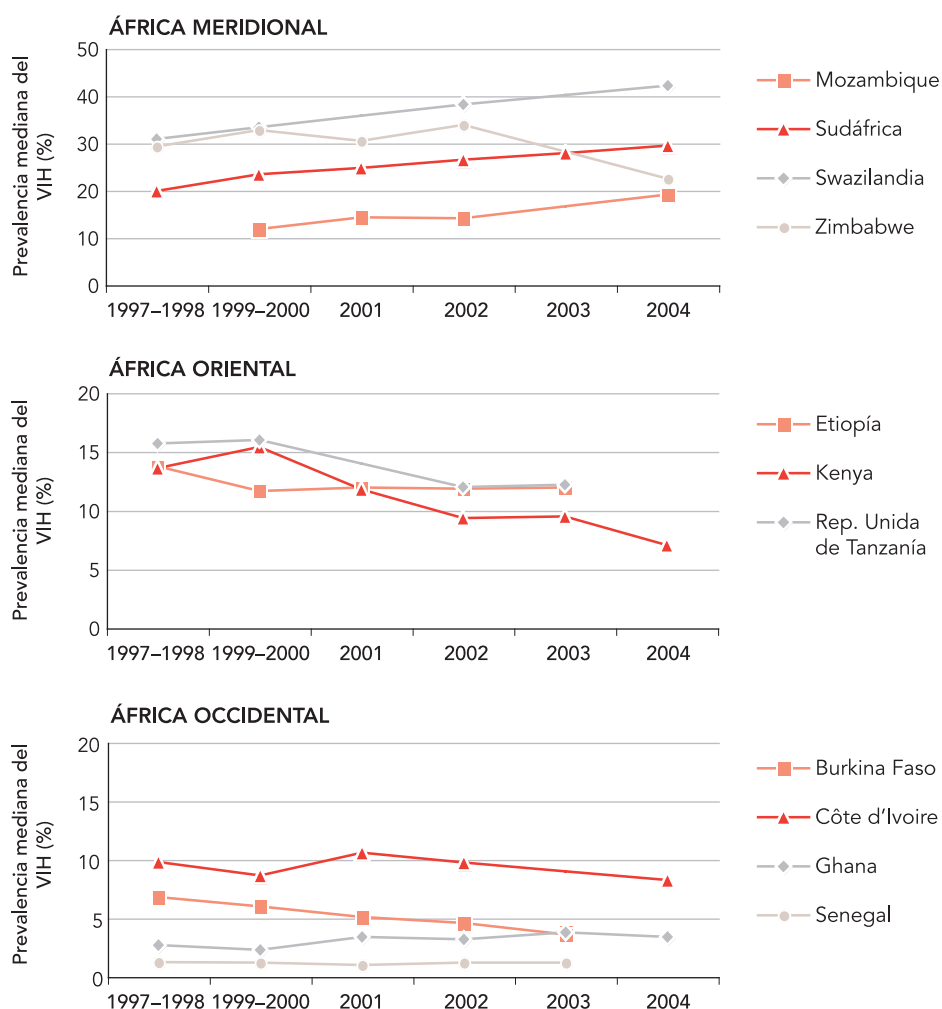 ÁFRICA MERIDIONAL
Prevalencia mediana del
VIH (%)
50
40
30
20
10
0
1997–1998 1999–2000 2001 2002 2003 2004
Mozambique
Sudáfrica
Swazilandia
Zimbabwe
ÁFRICA ORIENTAL
Prevalencia mediana del
VIH (%)
20
15
10
5
0
1997–1998 1999–2000 2001 2002 2003 2004
Etiopía
Kenya
Rep. Unida
de Tanzanía
ÁFRICA OCCIDENTAL
Prevalencia mediana del
VIH (%)
20
15
10
5
0
1997–1998 1999–2000 2001 2002 2003 2004
Burkina Faso
Côte d'Ivoire
Ghana
Senegal